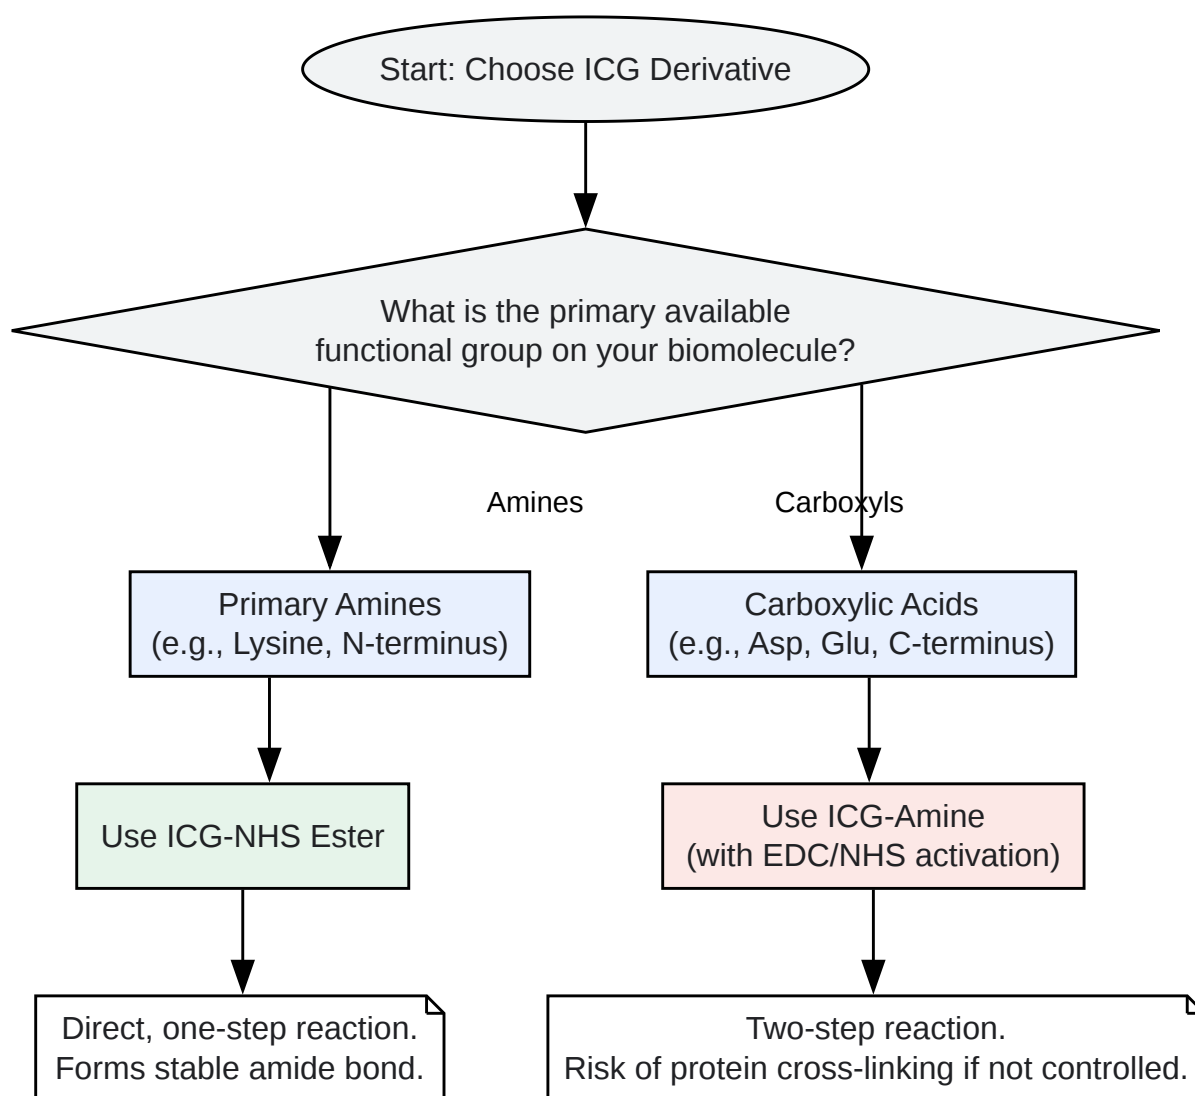 Start: Choose ICG Derivative
What is the primary available
functional group on your biomolecule?
Amines
Carboxyls
Primary Amines
(e.g., Lysine, N-terminus)
Carboxylic Acids
(e.g., Asp, Glu, C-terminus)
Use ICG-NHS Ester
Use ICG-Amine
(with EDC/NHS activation)
Direct, one-step reaction.
Forms stable amide bond.
Two-step reaction.
Risk of protein cross-linking if not controlled.